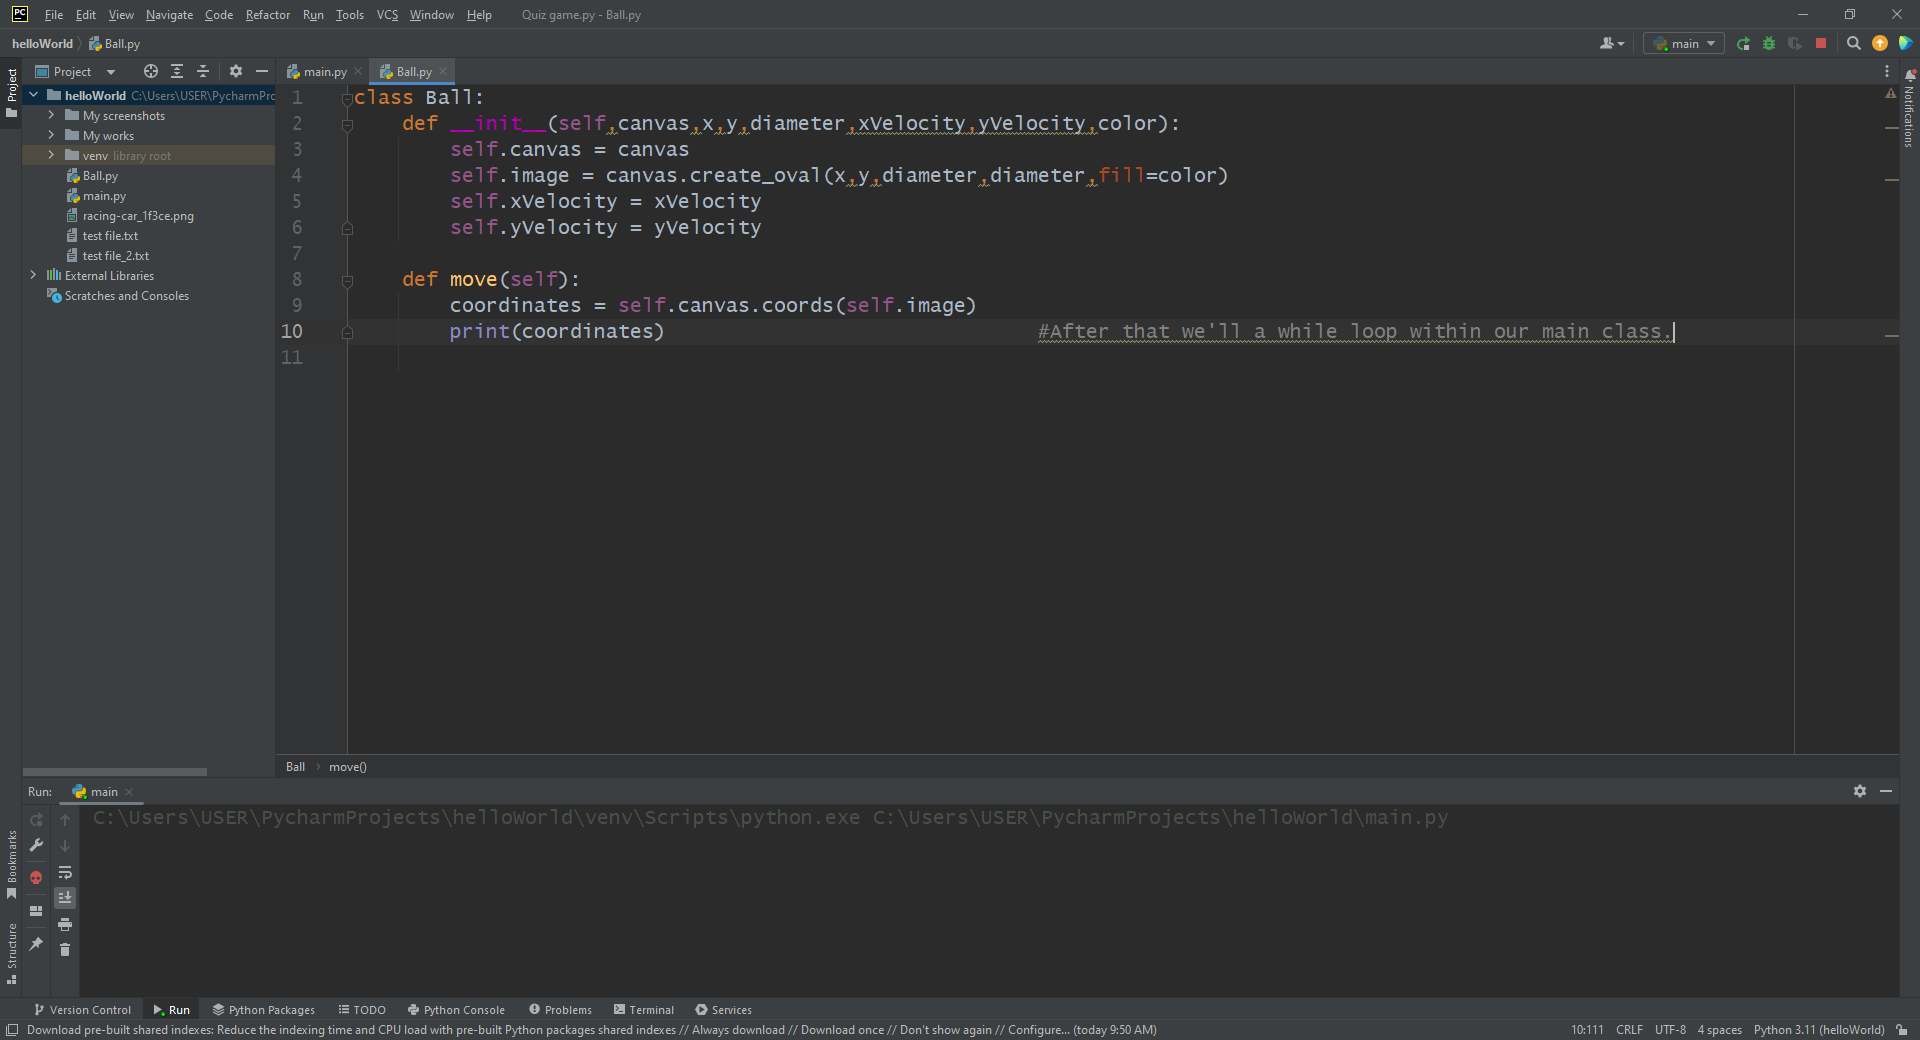 PC File Edit View Navigate Code Refactor Run Tools VCS Window Help Quiz game.py - Ball.py
helloWorld Ball.py main
Project main.py Ball.py
Project
helloWorld C:\Users\USER\PycharmPro
My screenshots
My works
venv library root
Ball.py
main.py
racing-car_1f3ce.png
test file.txt
test file_2.txt
External Libraries
Scratches and Consoles
1 class Ball:
2 def __init__(self,canvas,x,y,diameter,xVelocity,yVelocity,color):
3 self.canvas = canvas
4 self.image = canvas.create_oval(x,y,diameter,diameter,fill=color)
5 self.xVelocity = xVelocity
6 self.yVelocity = yVelocity
7
8 def move(self):
9 coordinates = self.canvas.coords(self.image)
10 print(coordinates) #After that we'll a while loop within our main class.
11
Notifications
Ball move()
Run: main
C:\Users\USER\PycharmProjects\helloWorld\venv\Scripts\python.exe C:\Users\USER\PycharmProjects\helloWorld\main.py
Bookmarks
Structure
Version Control Run Python Packages TODO Python Console Problems Terminal Services
Download pre-built shared indexes: Reduce the indexing time and CPU load with pre-built Python packages shared indexes // Always download // Download once // Don't show again // Configure... (today 9:50 AM) 10:111 CRLF UTF-8 4 spaces Python 3.11 (helloWorld)